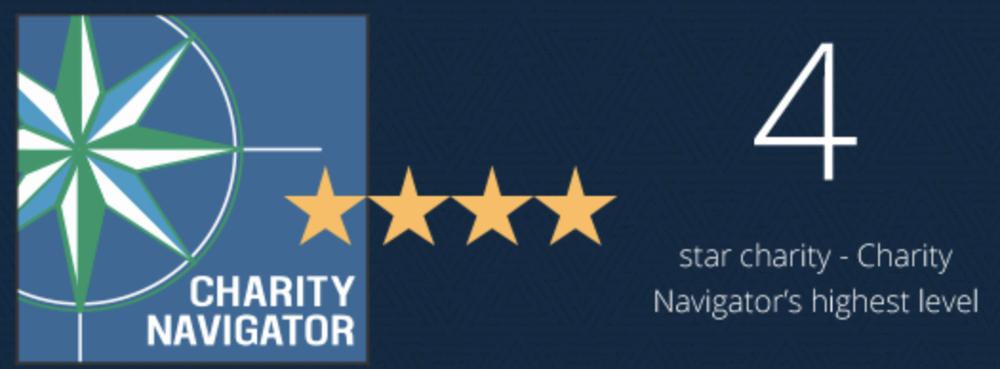 CHARITY
NAVIGATOR
4
star charity - Charity
Navigator's highest level